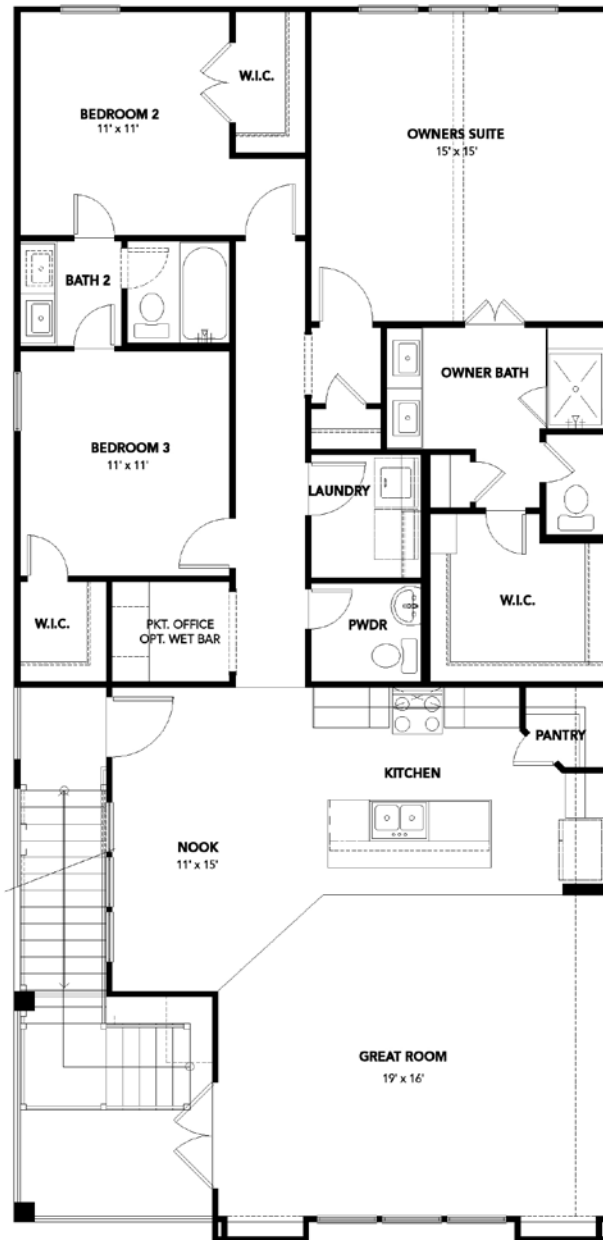 W.I.C.
BEDROOM 2
11' x 11'
OWNERS SUITE
15' x 15'
BATH 2
OWNER BATH
BEDROOM 3
11' x 11'
LAUNDRY
W.I.C.
W.I.C.
PKT. OFFICE
OPT. WET BAR
PWDR
PANTRY
KITCHEN
NOOK
11' x 15'
GREAT ROOM
19' x 16'